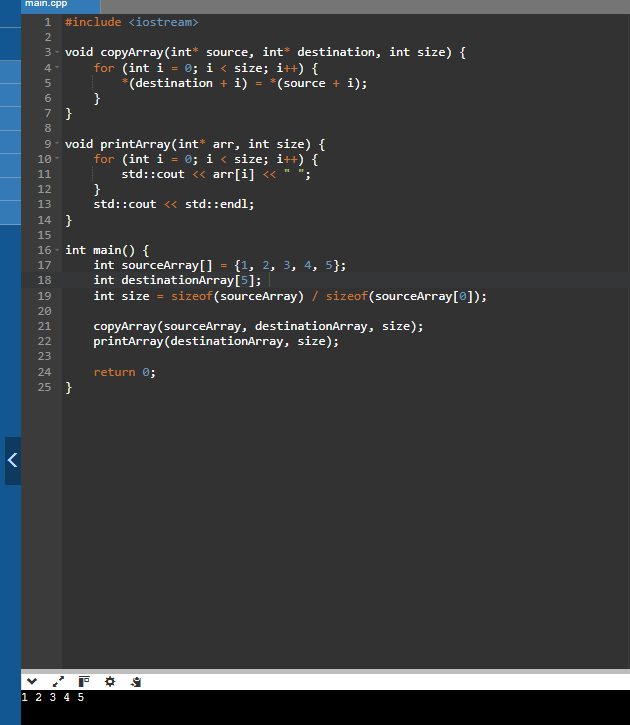 main.cpp
1 #include <iostream>
2
3 void copyArray(int* source, int* destination, int size) {
4     for (int i = 0; i < size; i++) {
5         *(destination + i) = *(source + i);
6     }
7 }
8
9 void printArray(int* arr, int size) {
10     for (int i = 0; i < size; i++) {
11         std::cout << arr[i] << " ";
12     }
13     std::cout << std::endl;
14 }
15
16 int main() {
17     int sourceArray[] = {1, 2, 3, 4, 5};
18     int destinationArray[5];
19     int size = sizeof(sourceArray) / sizeof(sourceArray[0]);
20
21     copyArray(sourceArray, destinationArray, size);
22     printArray(destinationArray, size);
23
24     return 0;
25 }
1 2 3 4 5